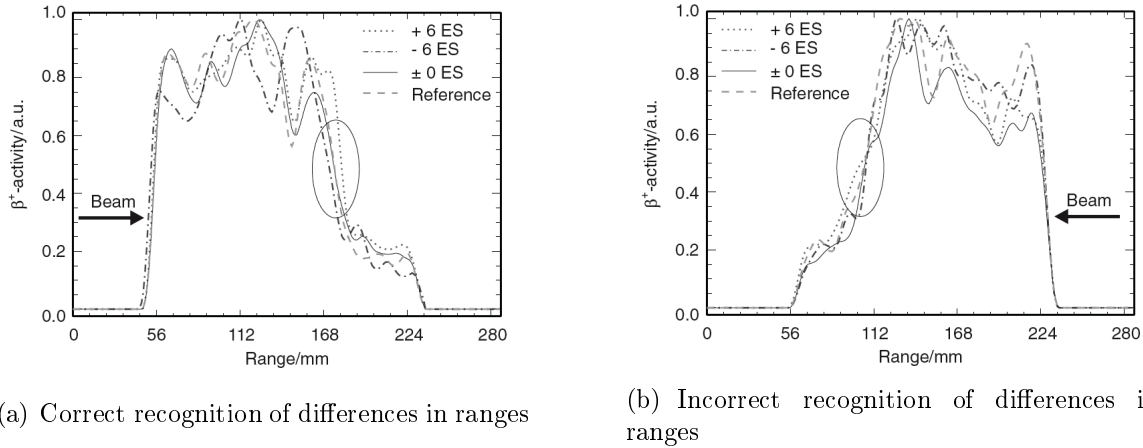 1.0
0.8
0.6
0.4
0.2
0.0
β+-activity/a.u.
+ 6 ES
- 6 ES
± 0 ES
Reference
Beam
0 56 112 168 224 280
Range/mm
(a) Correct recognition of differences in ranges
1.0
0.8
0.6
0.4
0.2
0.0
β+-activity/a.u.
+ 6 ES
- 6 ES
± 0 ES
Reference
Beam
0 56 112 168 224 280
Range/mm
(b) Incorrect recognition of differences i
ranges